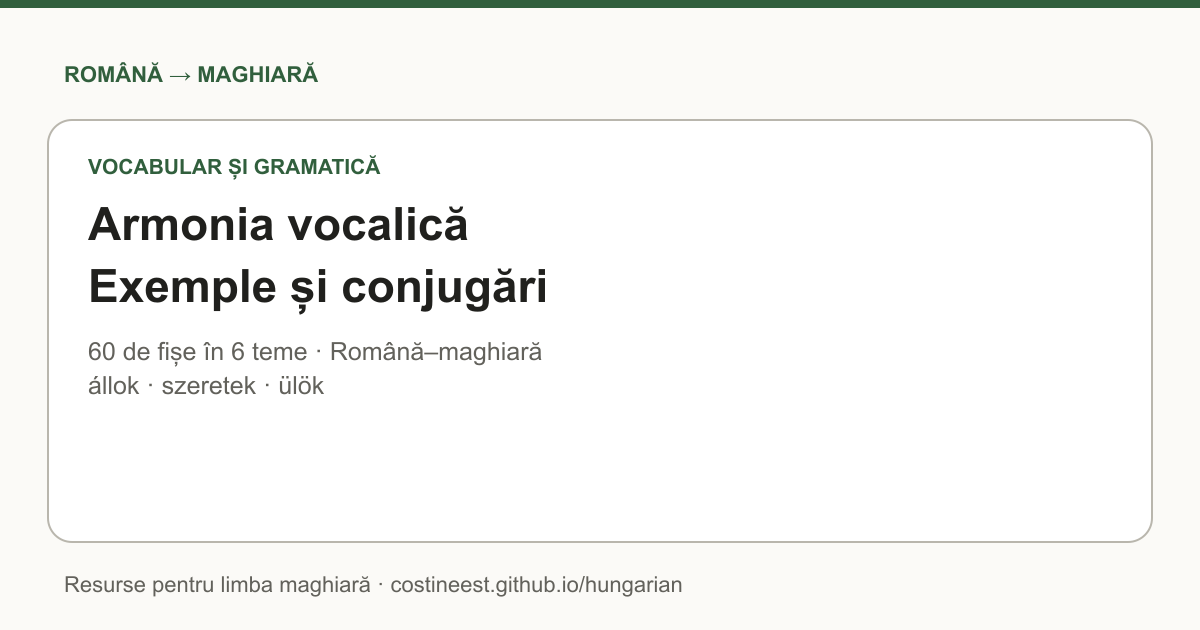 ROMÂNĂ → MAGHIARĂ
VOCABULAR ȘI GRAMATICĂ
Armonia vocalică
Exemple și conjugări
60 de fișe în 6 teme · Română–maghiară
állok · szeretek · ülök
Resurse pentru limba maghiară · costineest.github.io/hungarian